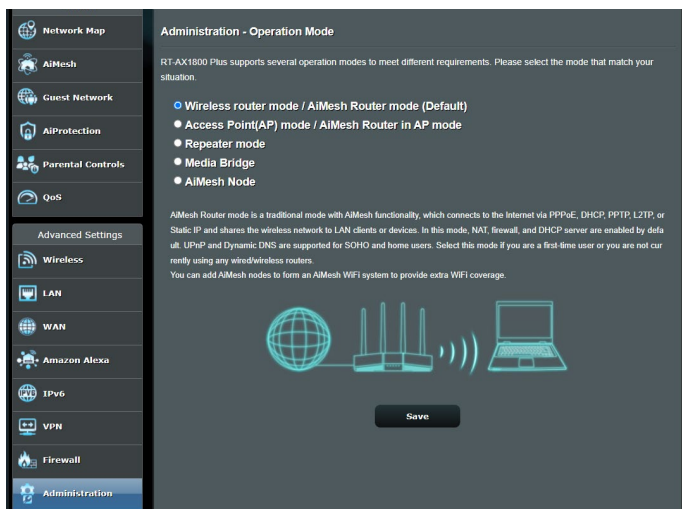 Network Map
AiMesh
Guest Network
AiProtection
Parental Controls
QoS
Advanced Settings
Wireless
LAN
WAN
Amazon Alexa
IPv6
VPN
Firewall
Administration
Administration - Operation Mode
RT-AX1800 Plus supports several operation modes to meet different requirements. Please select the mode that match your
situation.
Wireless router mode / AiMesh Router mode (Default)
Access Point(AP) mode / AiMesh Router in AP mode
Repeater mode
Media Bridge
AiMesh Node
AiMesh Router mode is a traditional mode with AiMesh functionality, which connects to the Internet via PPPoE, DHCP, PPTP, L2TP, or
Static IP and shares the wireless network to LAN clients or devices. In this mode, NAT, firewall, and DHCP server are enabled by defa
ult. UPnP and Dynamic DNS are supported for SOHO and home users. Select this mode if you are a first-time user or you are not cur
rently using any wired/wireless routers.
You can add AiMesh nodes to form an AiMesh WiFi system to provide extra WiFi coverage.
Save